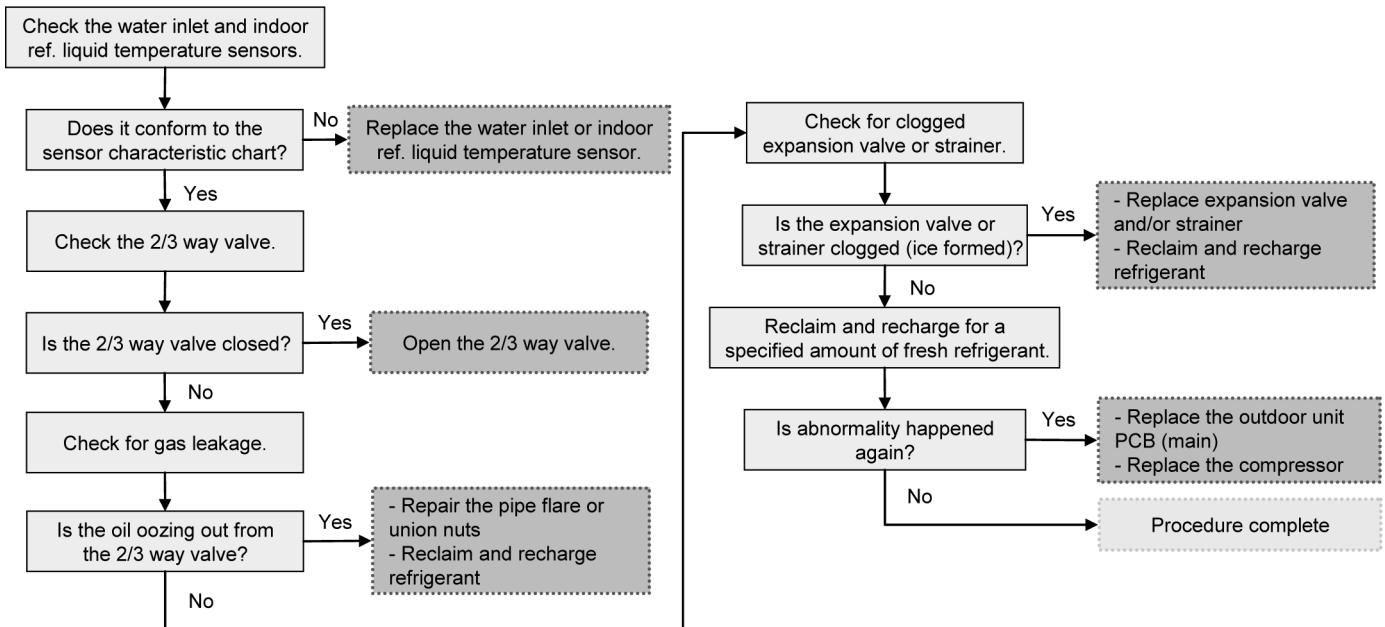 Check the water inlet and indoor
ref. liquid temperature sensors.
Does it conform to the
sensor characteristic chart?
No
Replace the water inlet or indoor
ref. liquid temperature sensor.
Yes
Check the 2/3 way valve.
Is the 2/3 way valve closed?
Yes
Open the 2/3 way valve.
No
Check for gas leakage.
Is the oil oozing out from
the 2/3 way valve?
Yes
- Repair the pipe flare or
union nuts
- Reclaim and recharge
refrigerant
No
Check for clogged
expansion valve or strainer.
Is the expansion valve or
strainer clogged (ice formed)?
Yes
- Replace expansion valve
and/or strainer
- Reclaim and recharge
refrigerant
No
Reclaim and recharge for a
specified amount of fresh refrigerant.
Is abnormality happened
again?
Yes
- Replace the outdoor unit
PCB (main)
- Replace the compressor
No
Procedure complete